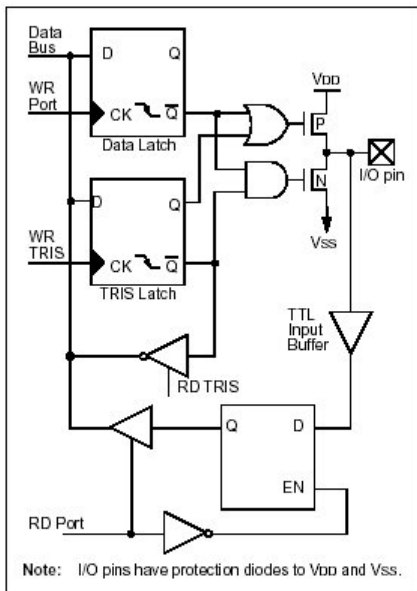 Data
Bus
D
Q
WR
Port
CK
Q
Data Latch
VDD
P
I/O pin
N
VSS
D
Q
WR
TRIS
CK
Q
TRIS Latch
TTL
Input
Buffer
RD TRIS
Q
D
EN
RD Port
Note: I/O pins have protection diodes to VDD and VSS.